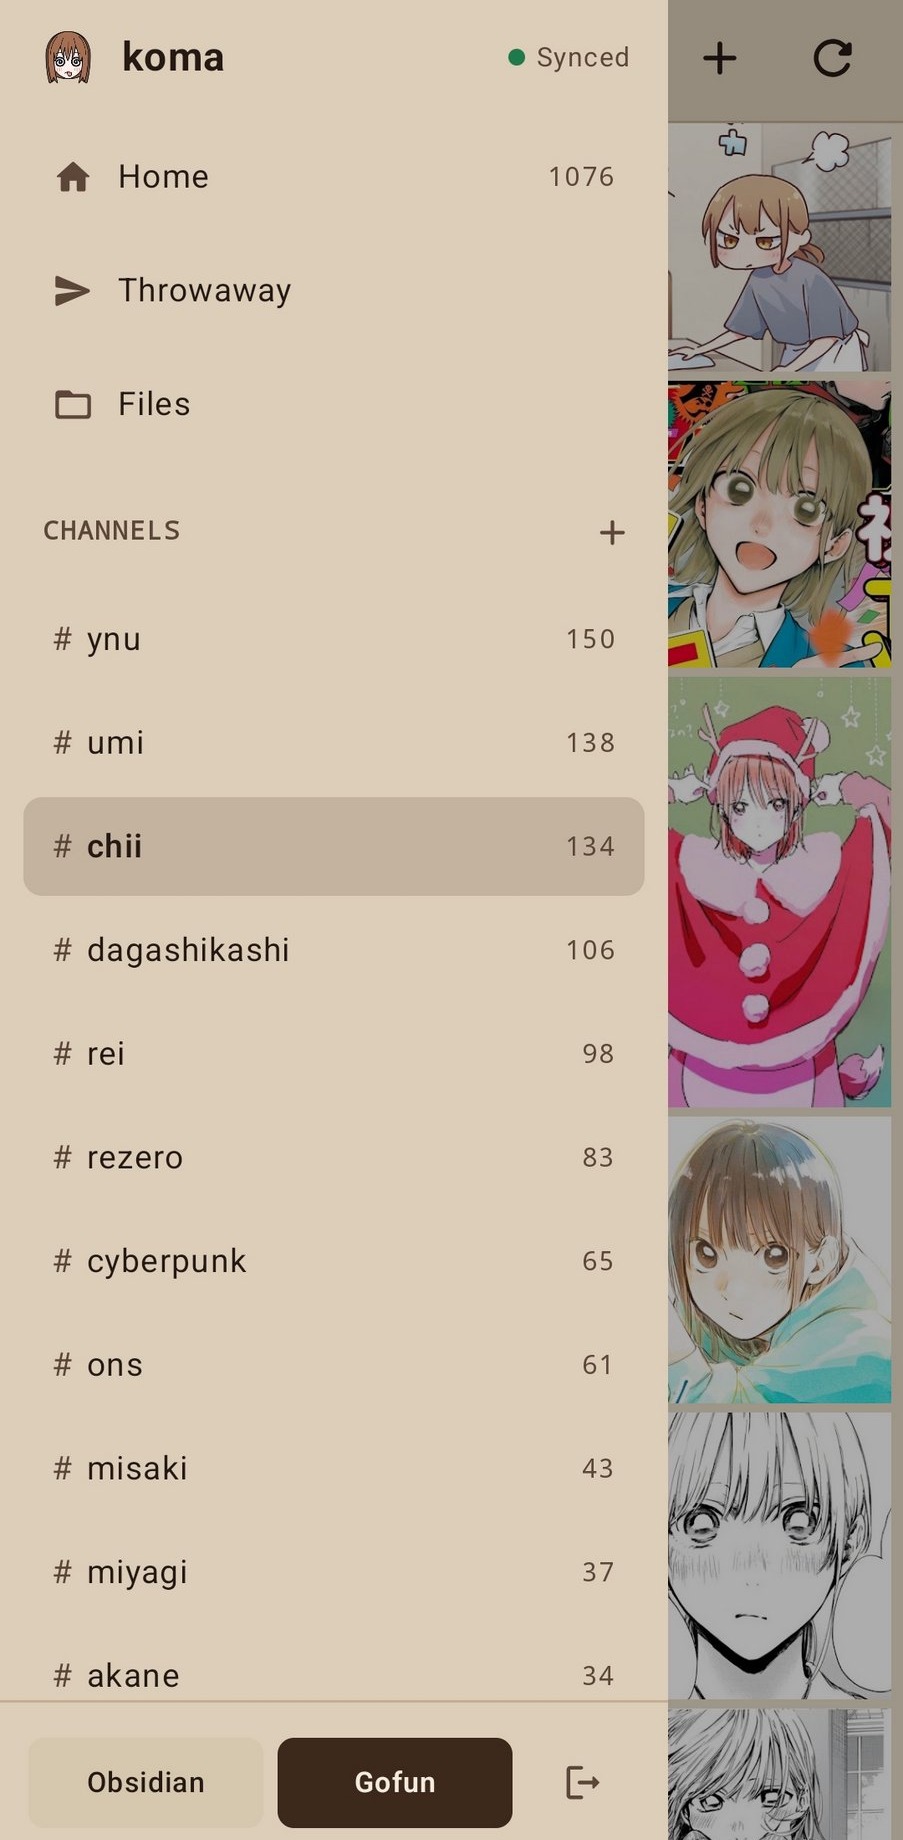 koma
Synced
Home 1076
Throwaway
Files
CHANNELS
# ynu 150
# umi 138
# chii 134
# dagashikashi 106
# rei 98
# rezero 83
# cyberpunk 65
# ons 61
# misaki 43
# miyagi 37
# akane 34
Obsidian Gofun